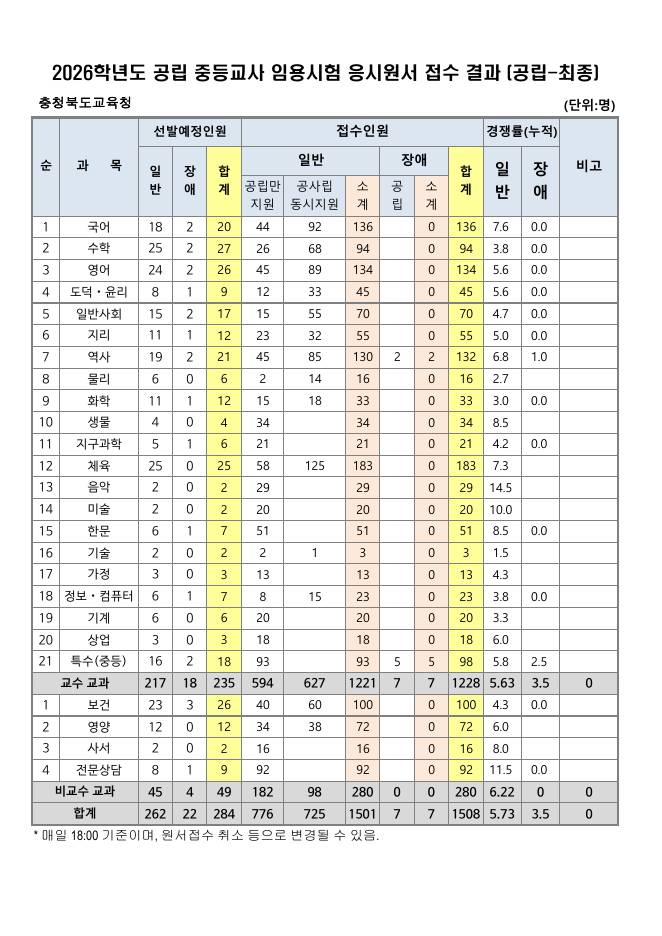 2026학년도 공립 중등교사 임용시험 응시원서 접수 결과 (공립-최종)
충청북도교육청 (단위:명)
순 과 목 선발예정인원 접수인원 경쟁률(누적) 비고
일반 장애 합계 일반 장애 합계 일반 장애
공립만지원 공사립동시지원 소계 공립 소계
1 국어 18 2 20 44 92 136 0 136 7.6 0.0
2 수학 25 2 27 26 68 94 0 94 3.8 0.0
3 영어 24 2 26 45 89 134 0 134 5.6 0.0
4 도덕・윤리 8 1 9 12 33 45 0 45 5.6 0.0
5 일반사회 15 2 17 15 55 70 0 70 4.7 0.0
6 지리 11 1 12 23 32 55 0 55 5.0 0.0
7 역사 19 2 21 45 85 130 2 2 132 6.8 1.0
8 물리 6 0 6 2 14 16 0 16 2.7
9 화학 11 1 12 15 18 33 0 33 3.0 0.0
10 생물 4 0 4 34 34 0 34 8.5
11 지구과학 5 1 6 21 21 0 21 4.2 0.0
12 체육 25 0 25 58 125 183 0 183 7.3
13 음악 2 0 2 29 29 0 29 14.5
14 미술 2 0 2 20 20 0 20 10.0
15 한문 6 1 7 51 51 0 51 8.5 0.0
16 기술 2 0 2 2 1 3 0 3 1.5
17 가정 3 0 3 13 13 0 13 4.3
18 정보・컴퓨터 6 1 7 8 15 23 0 23 3.8 0.0
19 기계 6 0 6 20 20 0 20 3.3
20 상업 3 0 3 18 18 0 18 6.0
21 특수(중등) 16 2 18 93 93 5 5 98 5.8 2.5
교수 교과 217 18 235 594 627 1221 7 7 1228 5.63 3.5 0
1 보건 23 3 26 40 60 100 0 100 4.3 0.0
2 영양 12 0 12 34 38 72 0 72 6.0
3 사서 2 0 2 16 16 0 16 8.0
4 전문상담 8 1 9 92 92 0 92 11.5 0.0
비교수 교과 45 4 49 182 98 280 0 0 280 6.22 0 0
합계 262 22 284 776 725 1501 7 7 1508 5.73 3.5 0
* 매일 18:00 기준이며, 원서접수 취소 등으로 변경될 수 있음.